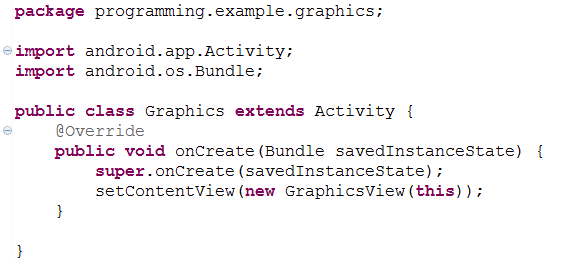 package programming.example.graphics;
import android.app.Activity;
import android.os.Bundle;
public class Graphics extends Activity {
@Override
public void onCreate(Bundle savedInstanceState) {
super.onCreate(savedInstanceState);
setContentView(new GraphicsView(this));
}
}